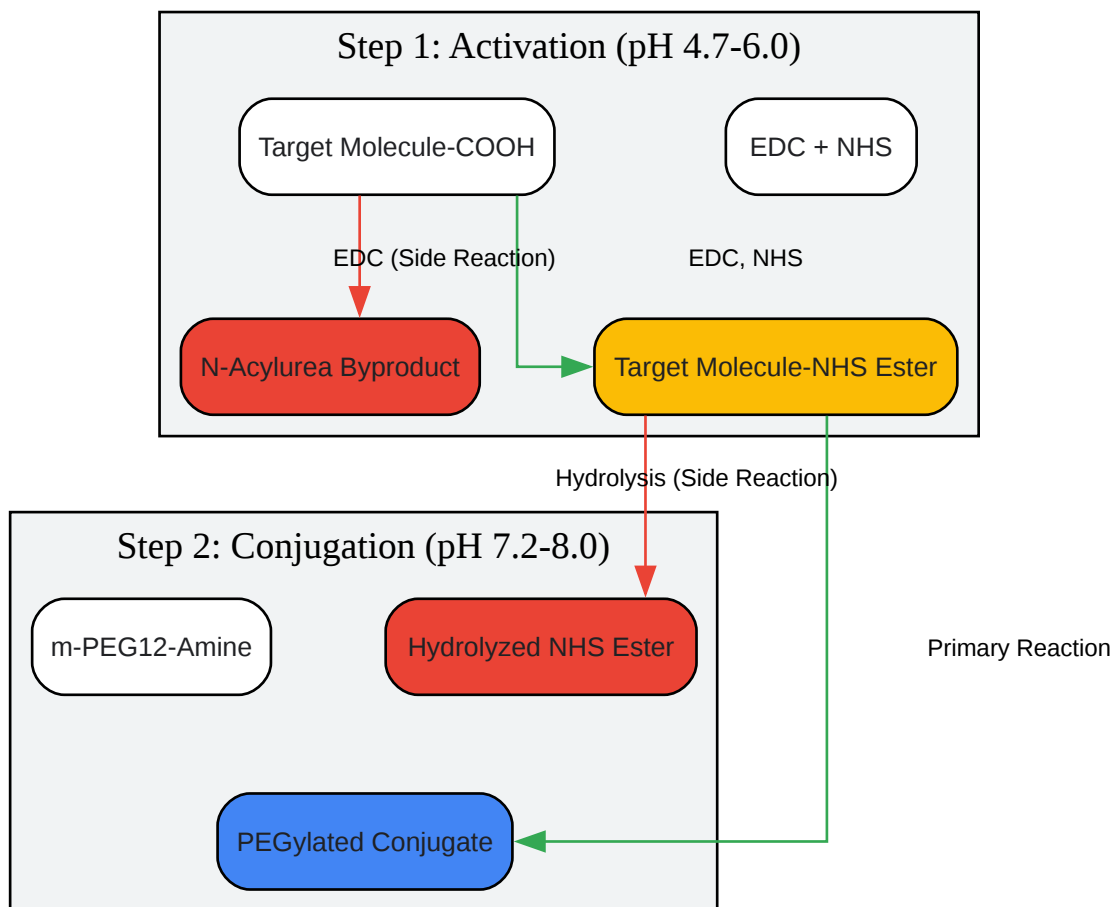 Step 1: Activation (pH 4.7-6.0)
Target Molecule-COOH
EDC + NHS
EDC (Side Reaction)
EDC, NHS
N-Acylurea Byproduct
Target Molecule-NHS Ester
Hydrolysis (Side Reaction)
Step 2: Conjugation (pH 7.2-8.0)
m-PEG12-Amine
Hydrolyzed NHS Ester
Primary Reaction
PEGylated Conjugate